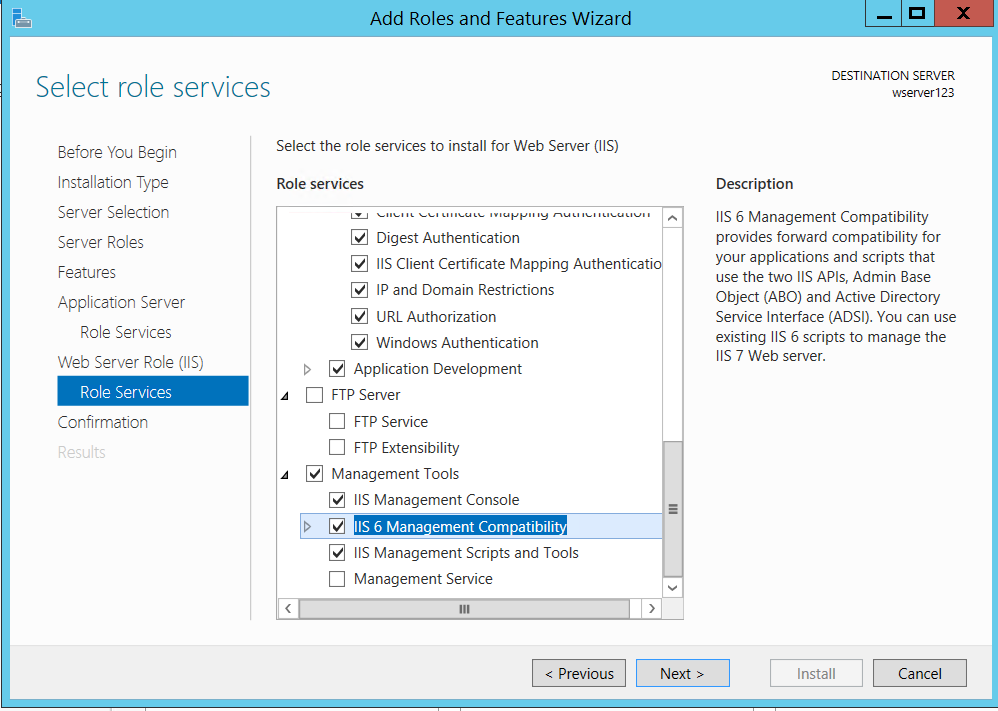 Add Roles and Features Wizard
Select role services
DESTINATION SERVER
wserver123
Before You Begin
Installation Type
Server Selection
Server Roles
Features
Application Server
Role Services
Web Server Role (IIS)
Role Services
Confirmation
Results
Select the role services to install for Web Server (IIS)
Role services
Client Certificate Mapping Authentication
Digest Authentication
IIS Client Certificate Mapping Authenticatio
IP and Domain Restrictions
URL Authorization
Windows Authentication
Application Development
FTP Server
FTP Service
FTP Extensibility
Management Tools
IIS Management Console
IIS 6 Management Compatibility
IIS Management Scripts and Tools
Management Service
Description
IIS 6 Management Compatibility
provides forward compatibility for
your applications and scripts that
use the two IIS APIs, Admin Base
Object (ABO) and Active Directory
Service Interface (ADSI). You can use
existing IIS 6 scripts to manage the
IIS 7 Web server.
< Previous
Next >
Install
Cancel